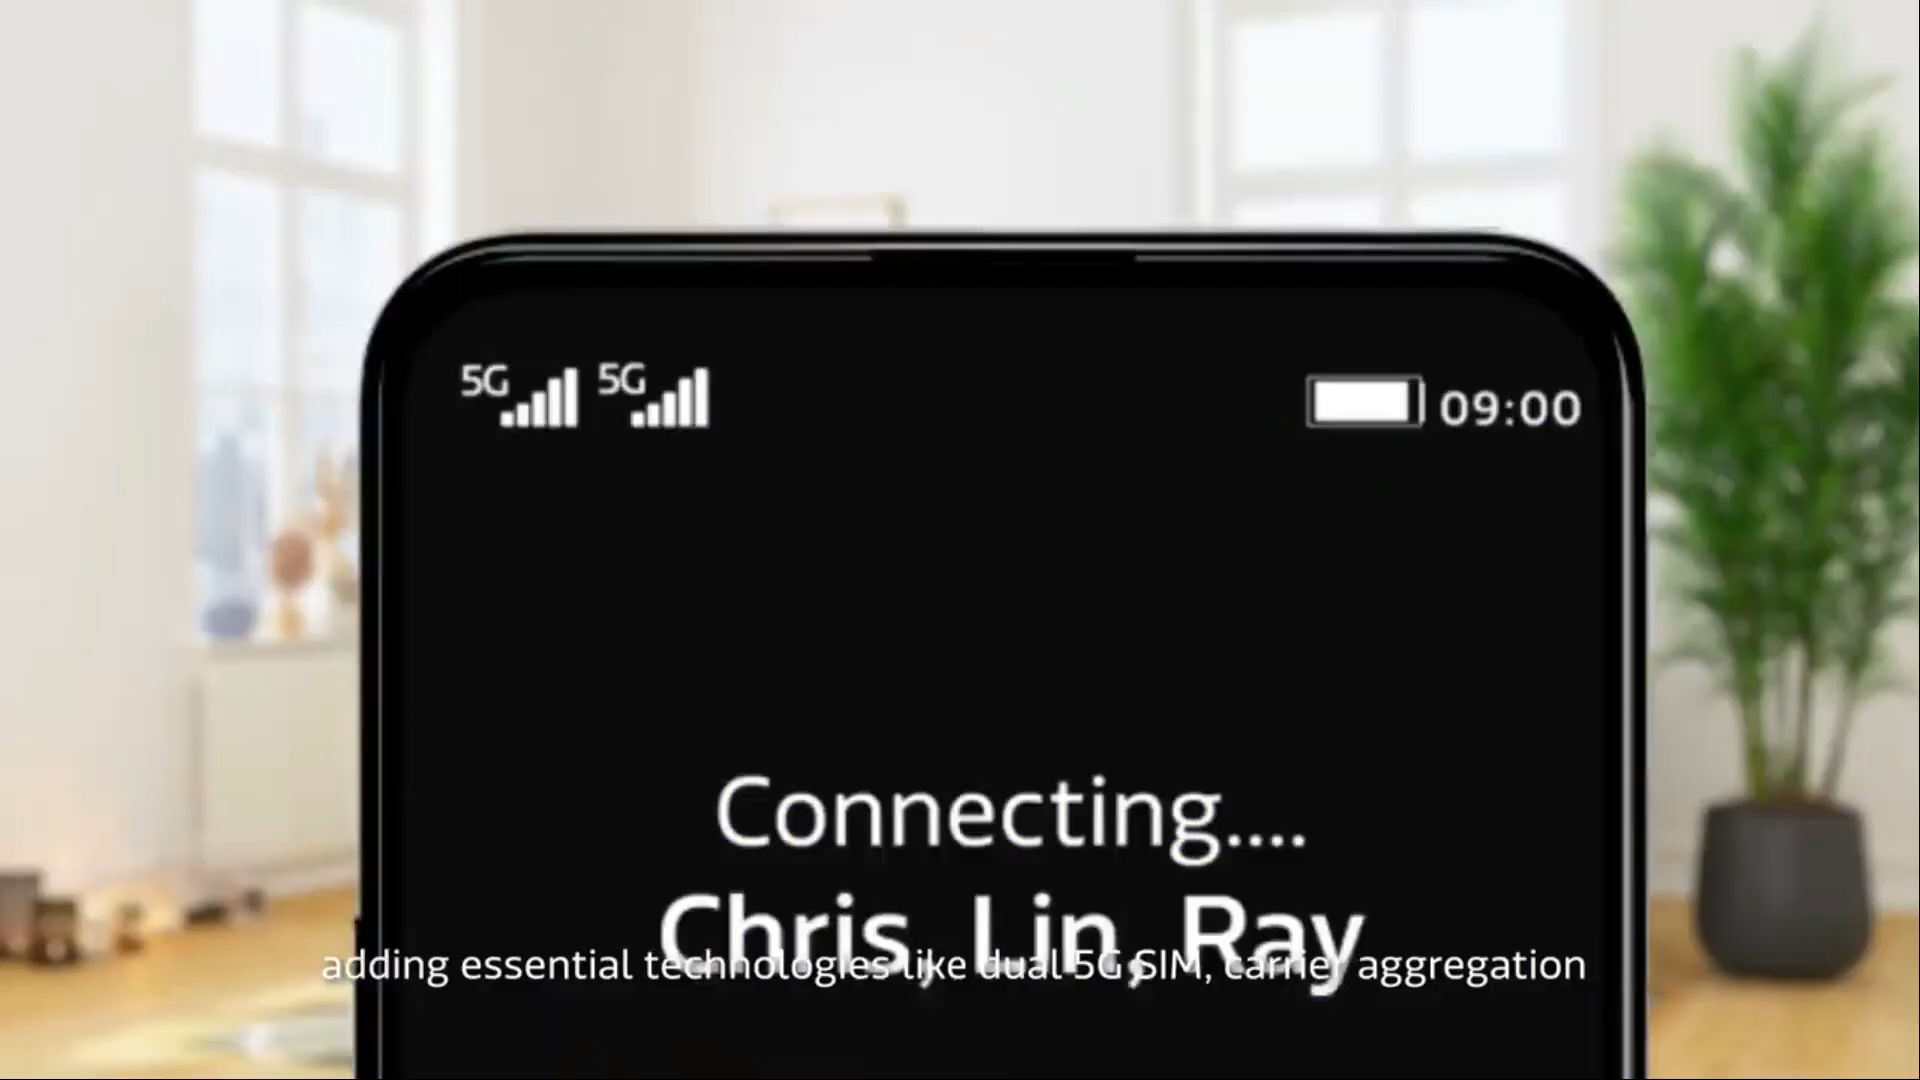 5G 5G 09:00
Connecting....
Chris, Lin, Ray
adding essential technologies like dual 5G SIM, carrier aggregation